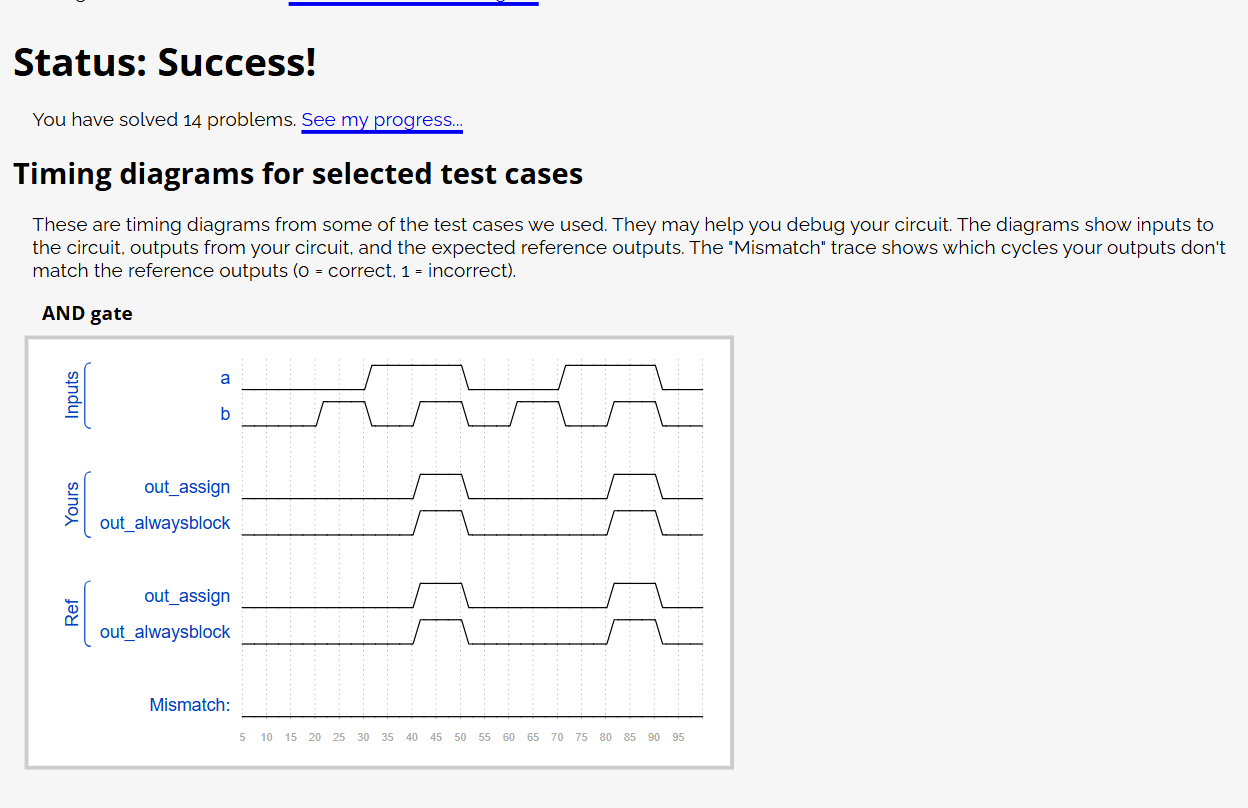 Status: Success!
You have solved 14 problems. See my progress...
Timing diagrams for selected test cases
These are timing diagrams from some of the test cases we used. They may help you debug your circuit. The diagrams show inputs to
the circuit, outputs from your circuit, and the expected reference outputs. The "Mismatch" trace shows which cycles your outputs don't
match the reference outputs (0 = correct, 1 = incorrect).
AND gate
Inputs
a
b
Yours
out_assign
out_alwaysblock
Ref
out_assign
out_alwaysblock
Mismatch:
5 10 15 20 25 30 35 40 45 50 55 60 65 70 75 80 85 90 95